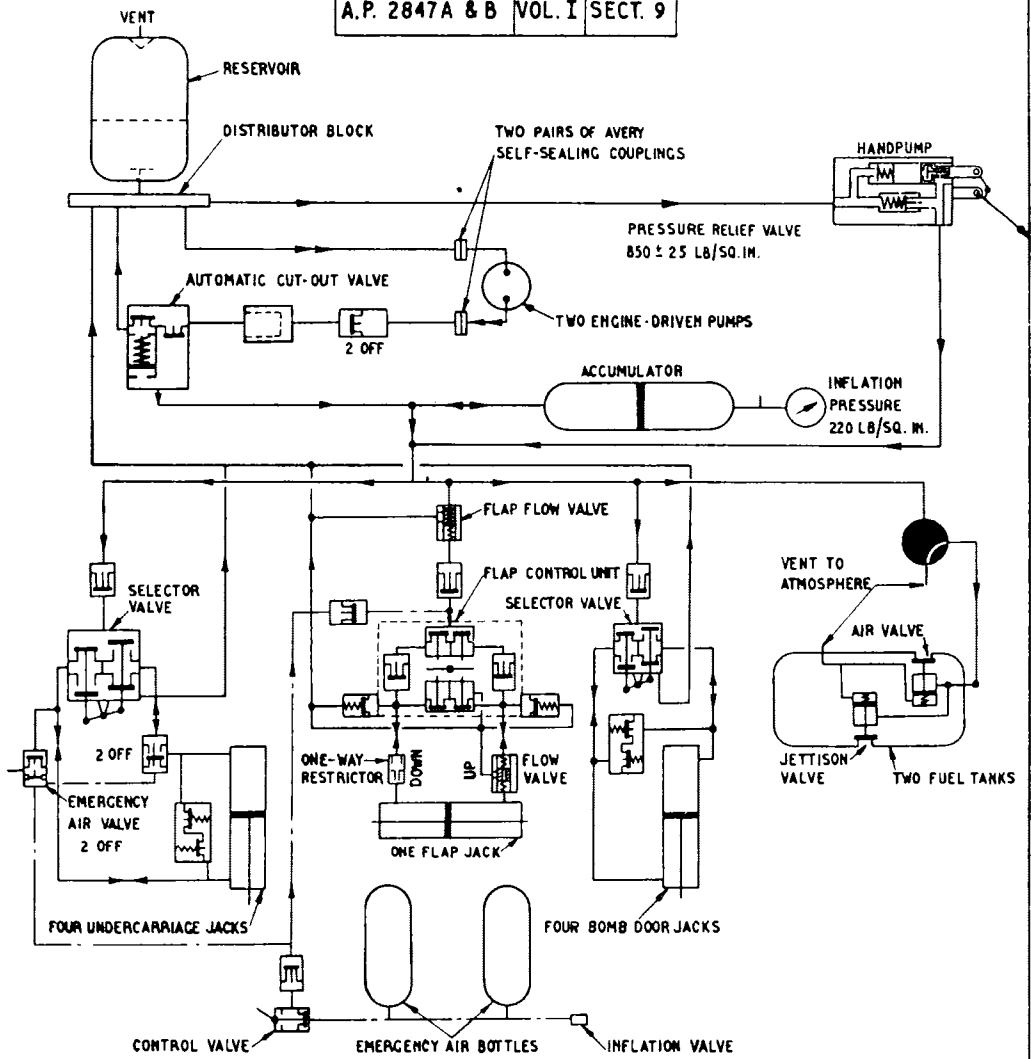 A.P. 2847A & B VOL. I SECT. 9
VENT
RESERVOIR
DISTRIBUTOR BLOCK
TWO PAIRS OF AVERY
SELF-SEALING COUPLINGS
HANDPUMP
PRESSURE RELIEF VALVE
850 ± 25 LB/SQ.IN.
AUTOMATIC CUT-OUT VALVE
TWO ENGINE-DRIVEN PUMPS
2 OFF
ACCUMULATOR
INFLATION
PRESSURE
220 LB/SQ. IN.
FLAP FLOW VALVE
SELECTOR
VALVE
FLAP CONTROL UNIT
SELECTOR VALVE
VENT TO
ATMOSPHERE
AIR VALVE
2 OFF
EMERGENCY
AIR VALVE
2 OFF
ONE-WAY
RESTRICTOR
DOWN
UP
FLOW
VALVE
JETTISON
VALVE
TWO FUEL TANKS
ONE FLAP JACK
FOUR UNDERCARRIAGE JACKS
FOUR BOMB DOOR JACKS
CONTROL VALVE
EMERGENCY AIR BOTTLES
INFLATION VALVE